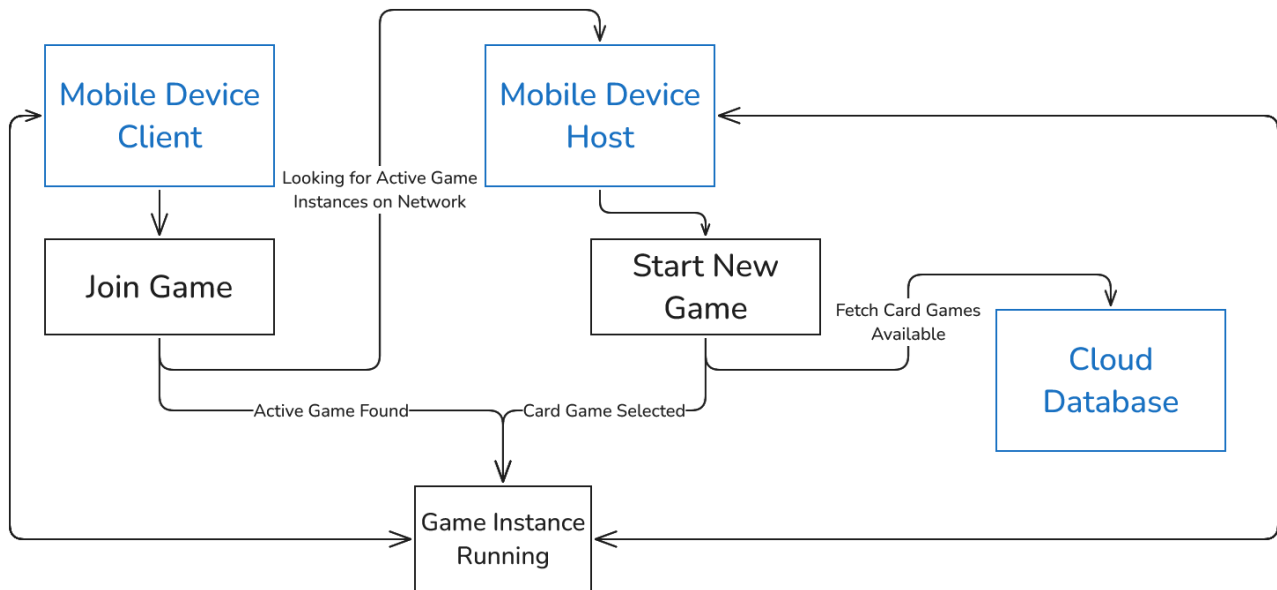 Mobile Device
Client
Mobile Device
Host
Looking for Active Game
Instances on Network
Join Game
Start New
Game
Fetch Card Games
Available
Cloud
Database
Active Game Found
Card Game Selected
Game Instance
Running